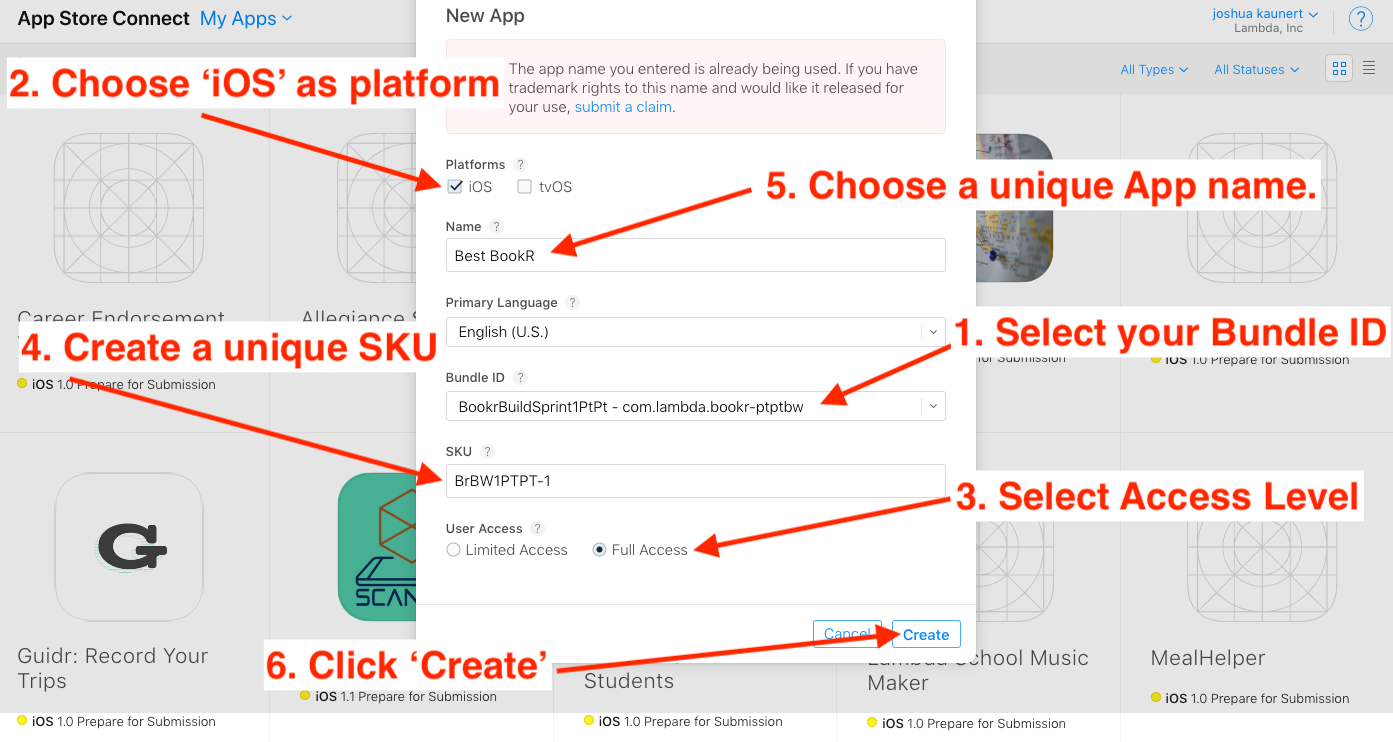 App Store Connect My Apps
joshua kaunert
Lambda, Inc
?
New App
The app name you entered is already being used. If you have
trademark rights to this name and would like it released for
your use, submit a claim.
2. Choose ‘iOS’ as platform
All Types
All Statuses
Platforms ?
iOS
tvOS
5. Choose a unique App name.
Name ?
Best BookR
Primary Language ?
English (U.S.)
Career Endorsement
Allegiance
4. Create a unique SKU
1. Select your Bundle ID
iOS 1.0 Prepare for Submission
for Submission
iOS 1.0 Prepare for Submission
Bundle ID ?
BookrBuildSprint1PtPt - com.lambda.bookr-ptptbw
SKU ?
BrBW1PTPT-1
3. Select Access Level
User Access ?
Limited Access
Full Access
G
SCAN
Cancel
Create
6. Click ‘Create’
Guidr: Record Your
Trips
iOS 1.0 Prepare for Submission
iOS 1.1 Prepare for Submission
Students
iOS 1.0 Prepare for Submission
Lambda School Music
Maker
iOS 1.0 Prepare for Submission
MealHelper
iOS 1.0 Prepare for Submission